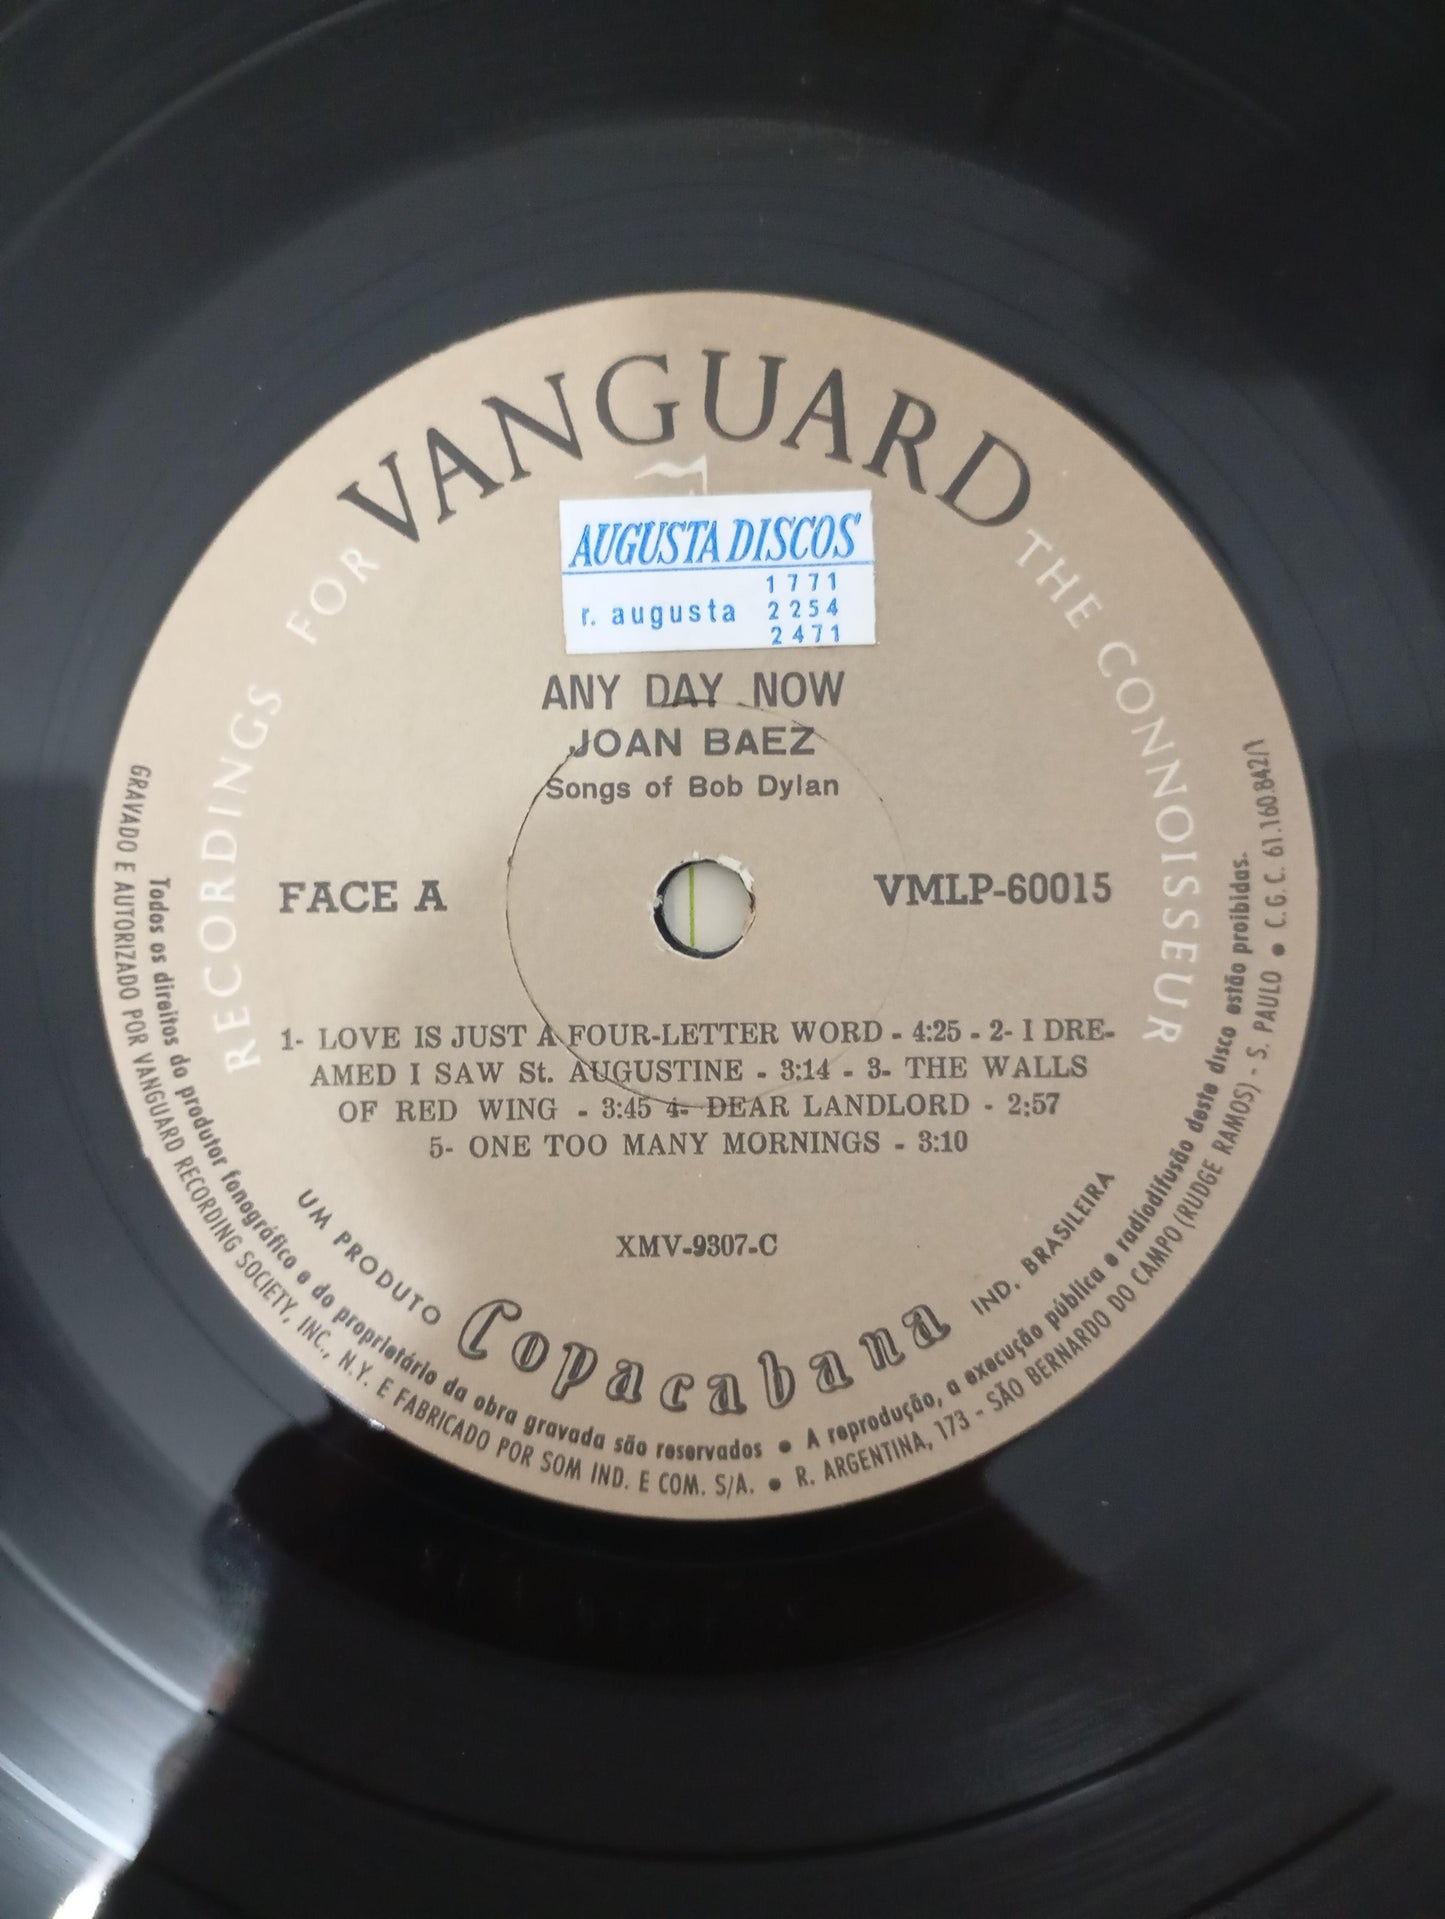 VANGUARD
RECORDINGS FOR THE CONNOISSEUR
AUGUSTA DISCOS
1771
r. augusta 2254
2471
ANY DAY NOW
JOAN BAEZ
Songs of Bob Dylan
FACE A
VMLP-60015
1- LOVE IS JUST A FOUR-LETTER WORD - 4:25 - 2- I DRE-
AMED I SAW St. AUGUSTINE - 3:14 - 3- THE WALLS
OF RED WING - 3:45 4- DEAR LANDLORD - 2:57
5- ONE TOO MANY MORNINGS - 3:10
XMV-9307-C
UM PRODUTO Copacabana IND. BRASILEIRA
Todos os direitos do produtor fonográfico e do proprietário da obra gravada são reservados • A reprodução, a execução pública e radiodifusão deste disco estão proibidas.
GRAVADO E AUTORIZADO POR VANGUARD RECORDING SOCIETY, INC., N.Y. E FABRICADO POR SOM IND. E COM. S/A. • R. ARGENTINA, 173 - SÃO BERNARDO DO CAMPO (RUDGE RAMOS) - S. PAULO • C.G.C. 61.160.842/1